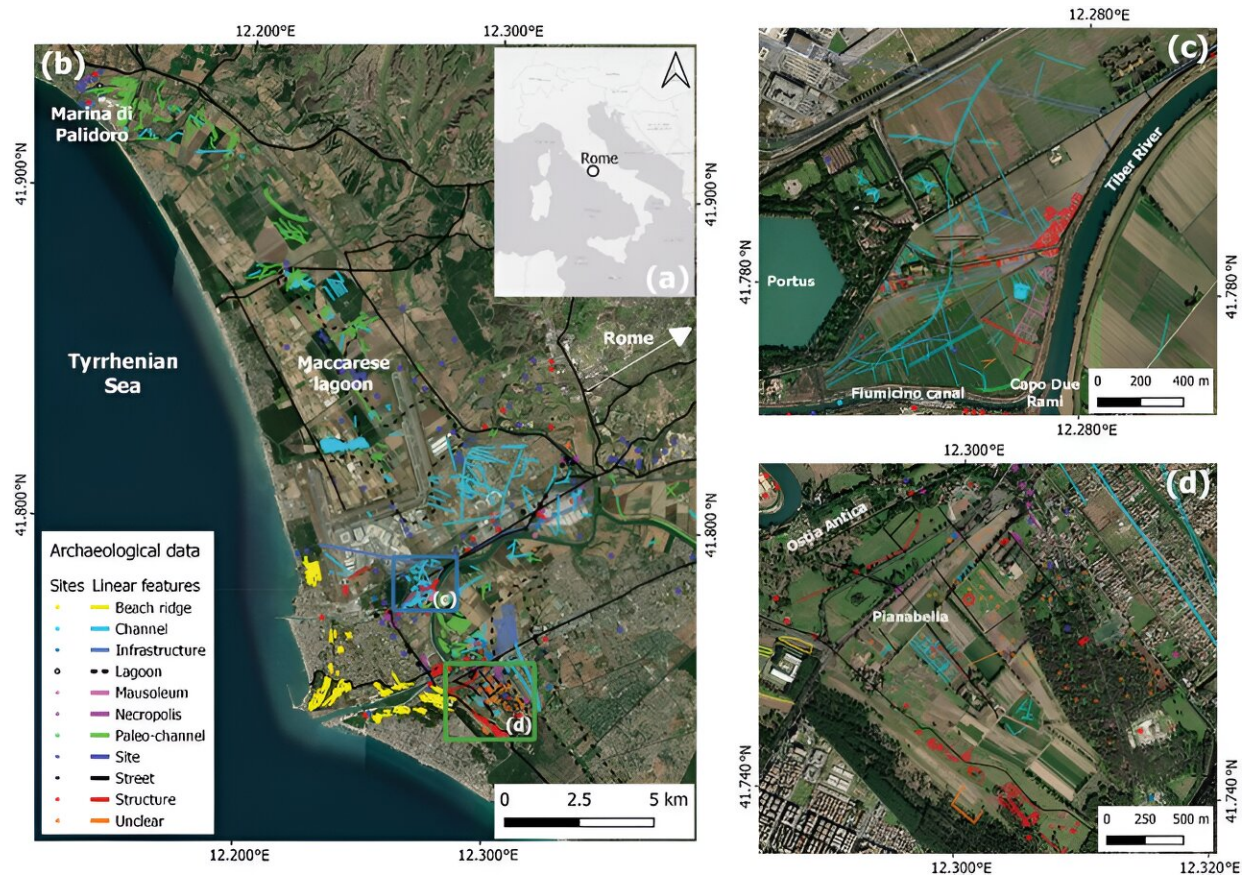 12.200°E
12.300°E
(b)
Marina di
Palidoro
41.900°N
41.900°N
Rome
(a)
Tyrrhenian
Sea
Maccarese
lagoon
Rome
41.800°N
41.800°N
(c)
(d)
Archaeological data
Sites Linear features
Beach ridge
Channel
Infrastructure
Lagoon
Mausoleum
Necropolis
Paleo-channel
Site
Street
Structure
Unclear
0 2.5 5 km
12.200°E
12.300°E
12.280°E
(c)
Tiber River
41.780°N
41.780°N
Portus
Fiumicino canal
Capo Due
Rami
0 200 400 m
12.280°E
12.300°E
(d)
Ostia Antica
Pianabella
41.740°N
41.740°N
0 250 500 m
12.300°E
12.320°E